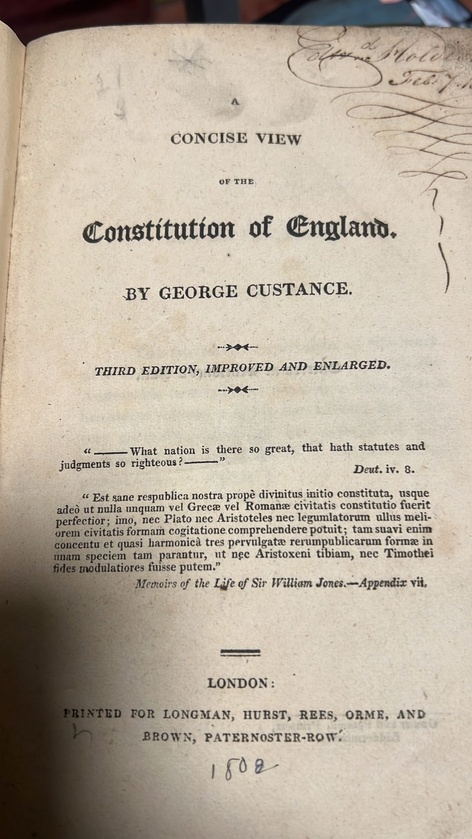 Edw.d
Feb. 7
A
CONCISE VIEW
OF THE
Constitution of England.
BY GEORGE CUSTANCE.
THIRD EDITION, IMPROVED AND ENLARGED.
“ ——— What nation is there so great, that hath statutes and
judgments so righteous?———”
Deut. iv. 8.
“ Est sane respublica nostra propè divinitus initio constituta, usque
adeò ut nulla unquam vel Grecæ vel Romanæ civitatis constitutio fuerit
perfectior; imo, nec Plato nec Aristoteles nec legumlatorum ullus meli-
orem civitatis formam cogitatione comprehendere potuit; tam suavi enim
concentu et quasi harmonicâ tres pervulgatæ rerumpublicarum formæ in
unam speciem tam parantur, ut nec Aristoxeni tibiam, nec Timothei
fides modulatiores fuisse putem.”
Memoirs of the Life of Sir William Jones.—Appendix vii.
LONDON:
PRINTED FOR LONGMAN, HURST, REES, ORME, AND
BROWN, PATERNOSTER-ROW.
1808